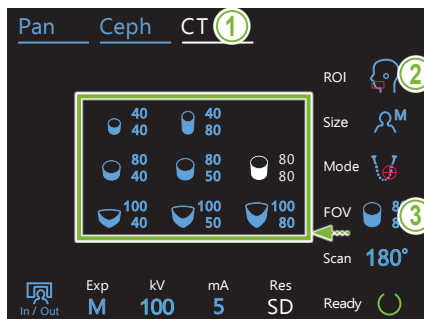 Pan Ceph CT 1
ROI 2
40 40
40 80
Size M
80 80 80
40 50 80
Mode
100 100 100
40 50 80
FOV 8 3
Scan 180°
Exp kV mA Res
In / Out M 100 5 SD
Ready